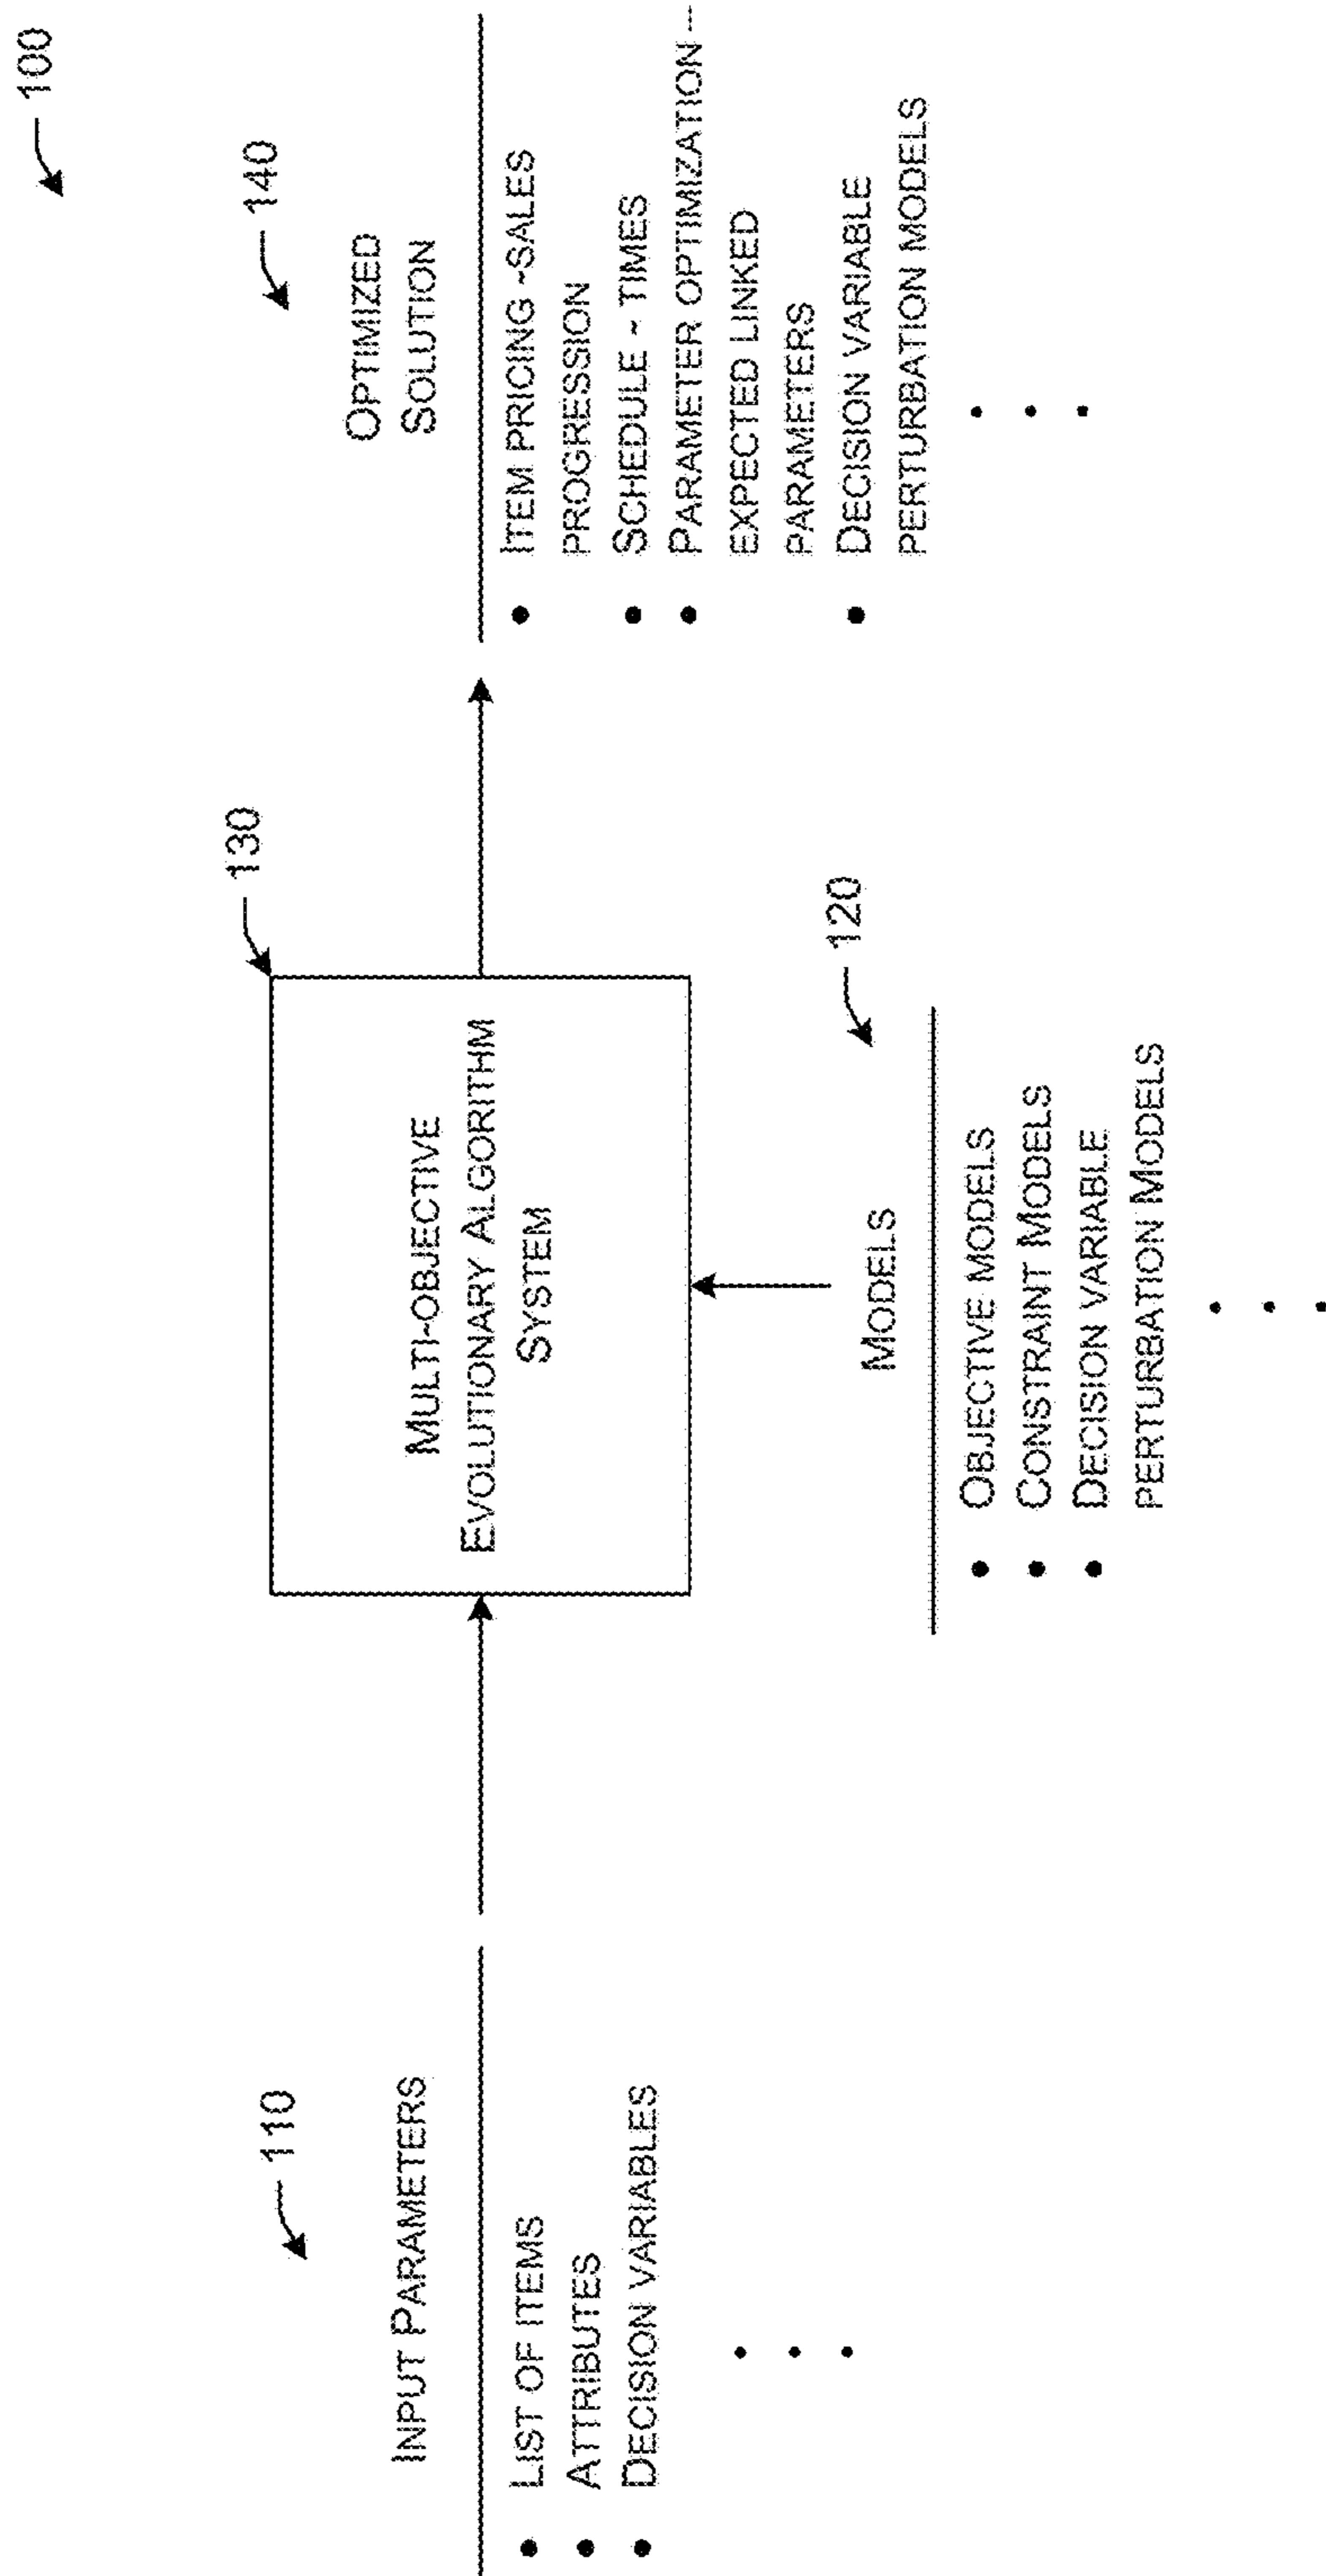 100
INPUT PARAMETERS
110
• LIST OF ITEMS
• ATTRIBUTES
• DECISION VARIABLES
MULTI-OBJECTIVE
EVOLUTIONARY ALGORITHM
SYSTEM
130
MODELS
120
• OBJECTIVE MODELS
• CONSTRAINT MODELS
• DECISION VARIABLE
PERTURBATION MODELS
OPTIMIZED
SOLUTION
140
• ITEM PRICING ~SALES
PROGRESSION
• SCHEDULE ~ TIMES
• PARAMETER OPTIMIZATION --
EXPECTED LINKED
PARAMETERS
• DECISION VARIABLE
PERTURBATION MODELS